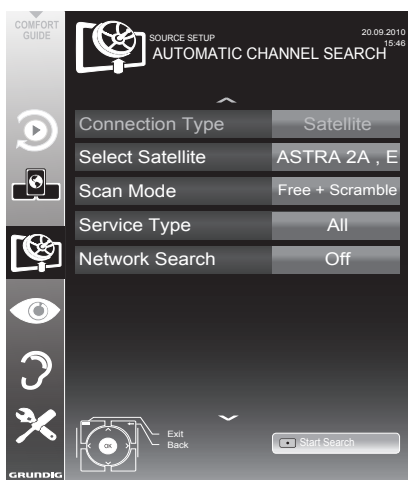 COMFORT
GUIDE
SOURCE SETUP
20.09.2010
AUTOMATIC CHANNEL SEARCH
15:46
Connection Type Satellite
Select Satellite ASTRA 2A , E
Scan Mode Free + Scramble
Service Type All
Network Search Off
OK
Exit
Back
Start Search
GRUNDIG